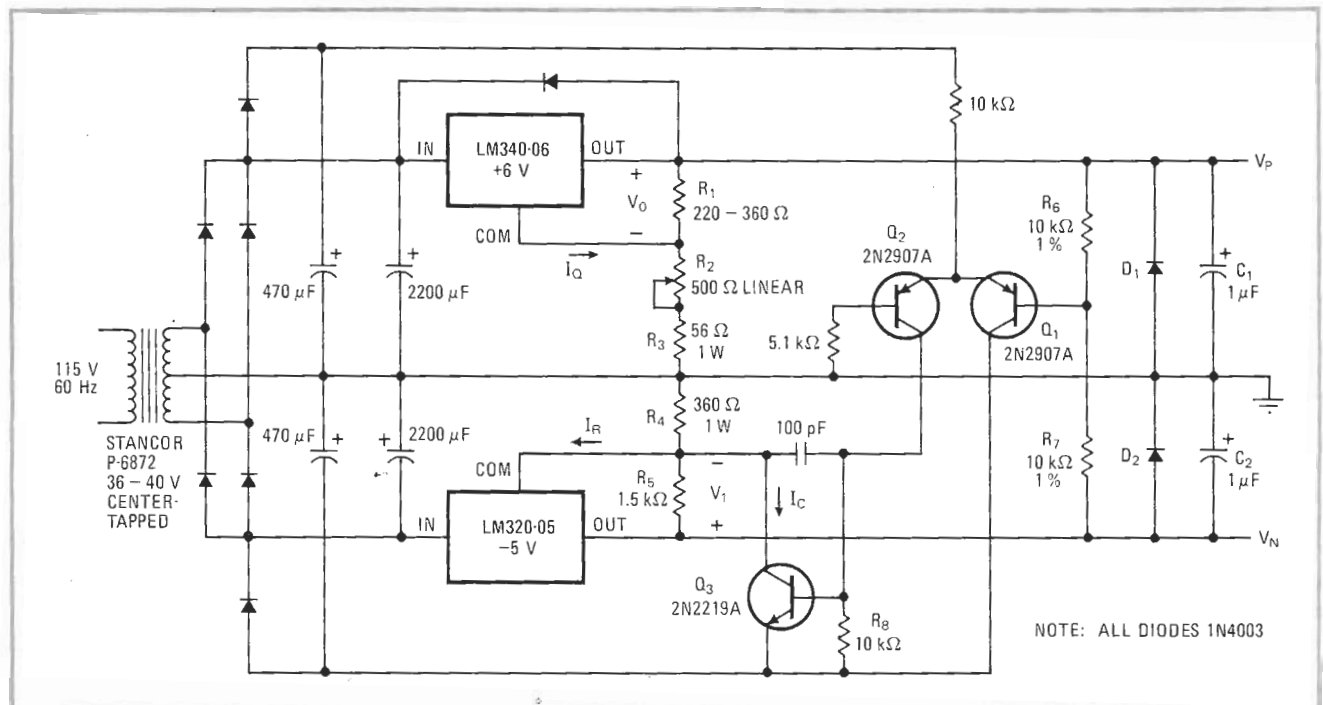 10 kΩ
IN
LM340-06
+6 V
OUT
COM
+
V₀
−
I_Q
R₁
220 – 360 Ω
R₂
500 Ω LINEAR
R₃
56 Ω
1 W
V_P
R₆
10 kΩ
1 %
Q₂
2N2907A
Q₁
2N2907A
5.1 kΩ
D₁
+
C₁
1 µF
+
470 µF
+
2200 µF
115 V
60 Hz
STANCOR
P-6872
36 – 40 V
CENTER-
TAPPED
470 µF
+
2200 µF
+
R₄
360 Ω
1 W
I_R
COM
IN
LM320-05
−5 V
OUT
R₅
1.5 kΩ
−
V₁
+
100 pF
I_C
Q₃
2N2219A
R₈
10 kΩ
R₇
10 kΩ
1 %
D₂
+
C₂
1 µF
V_N
NOTE: ALL DIODES 1N4003